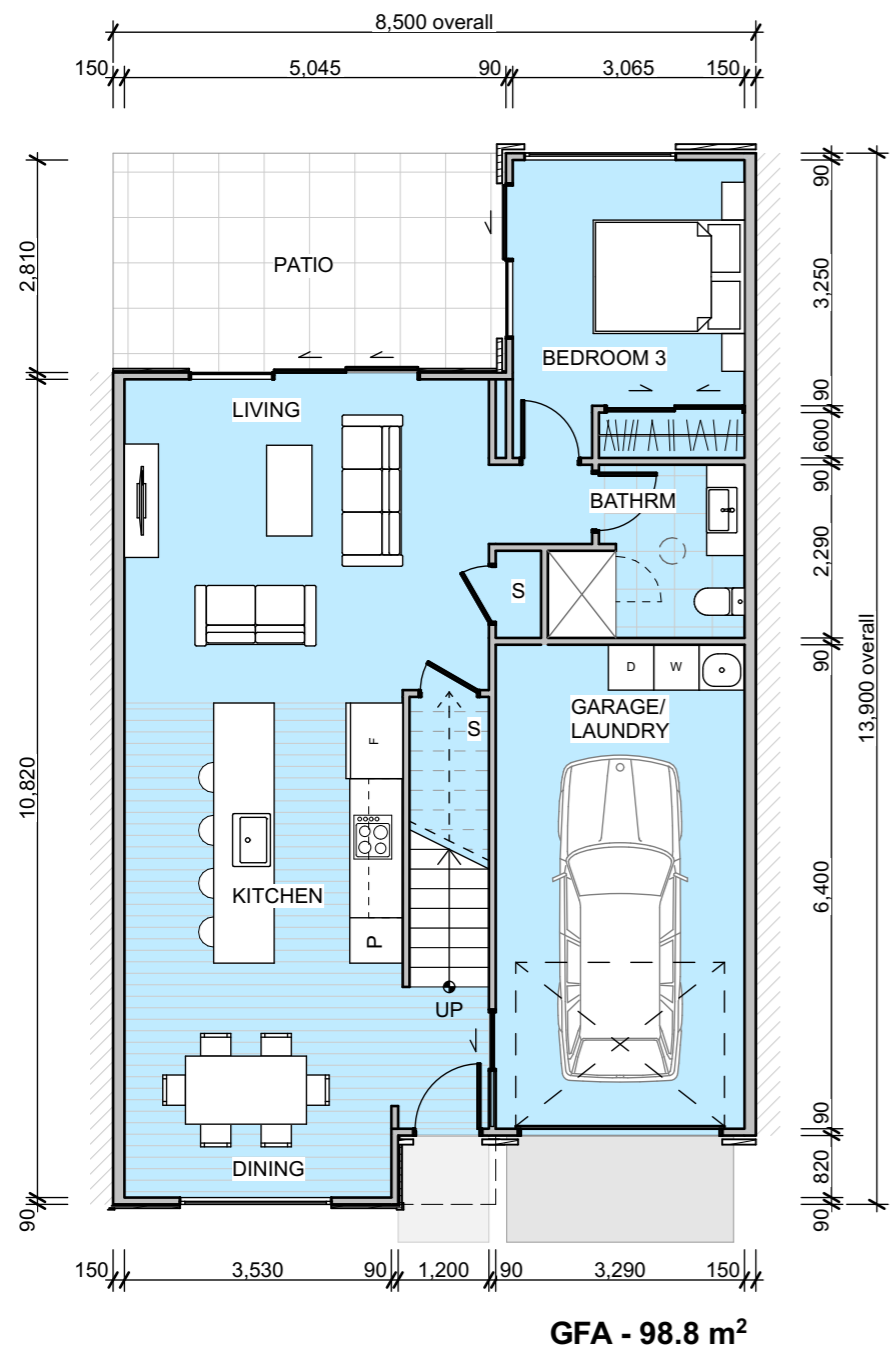 8,500 overall
150 5,045 90 3,065 150
2,810
10,820
90
90
3,250
90
600
90
2,290
90
6,400
90
820
90
13,900 overall
PATIO
BEDROOM 3
LIVING
BATHRM
S
D W
GARAGE/
LAUNDRY
S
F
KITCHEN
P
UP
DINING
150 3,530 90 1,200 90 3,290 150
GFA - 98.8 m²